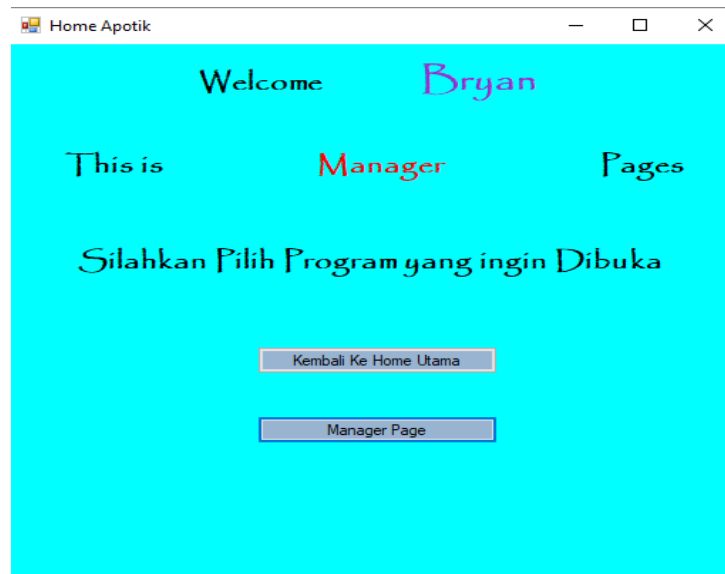 Home Apotik
Welcome Bryan
This is Manager Pages
Silahkan Pilih Program yang ingin Dibuka
Kembali Ke Home Utama
Manager Page